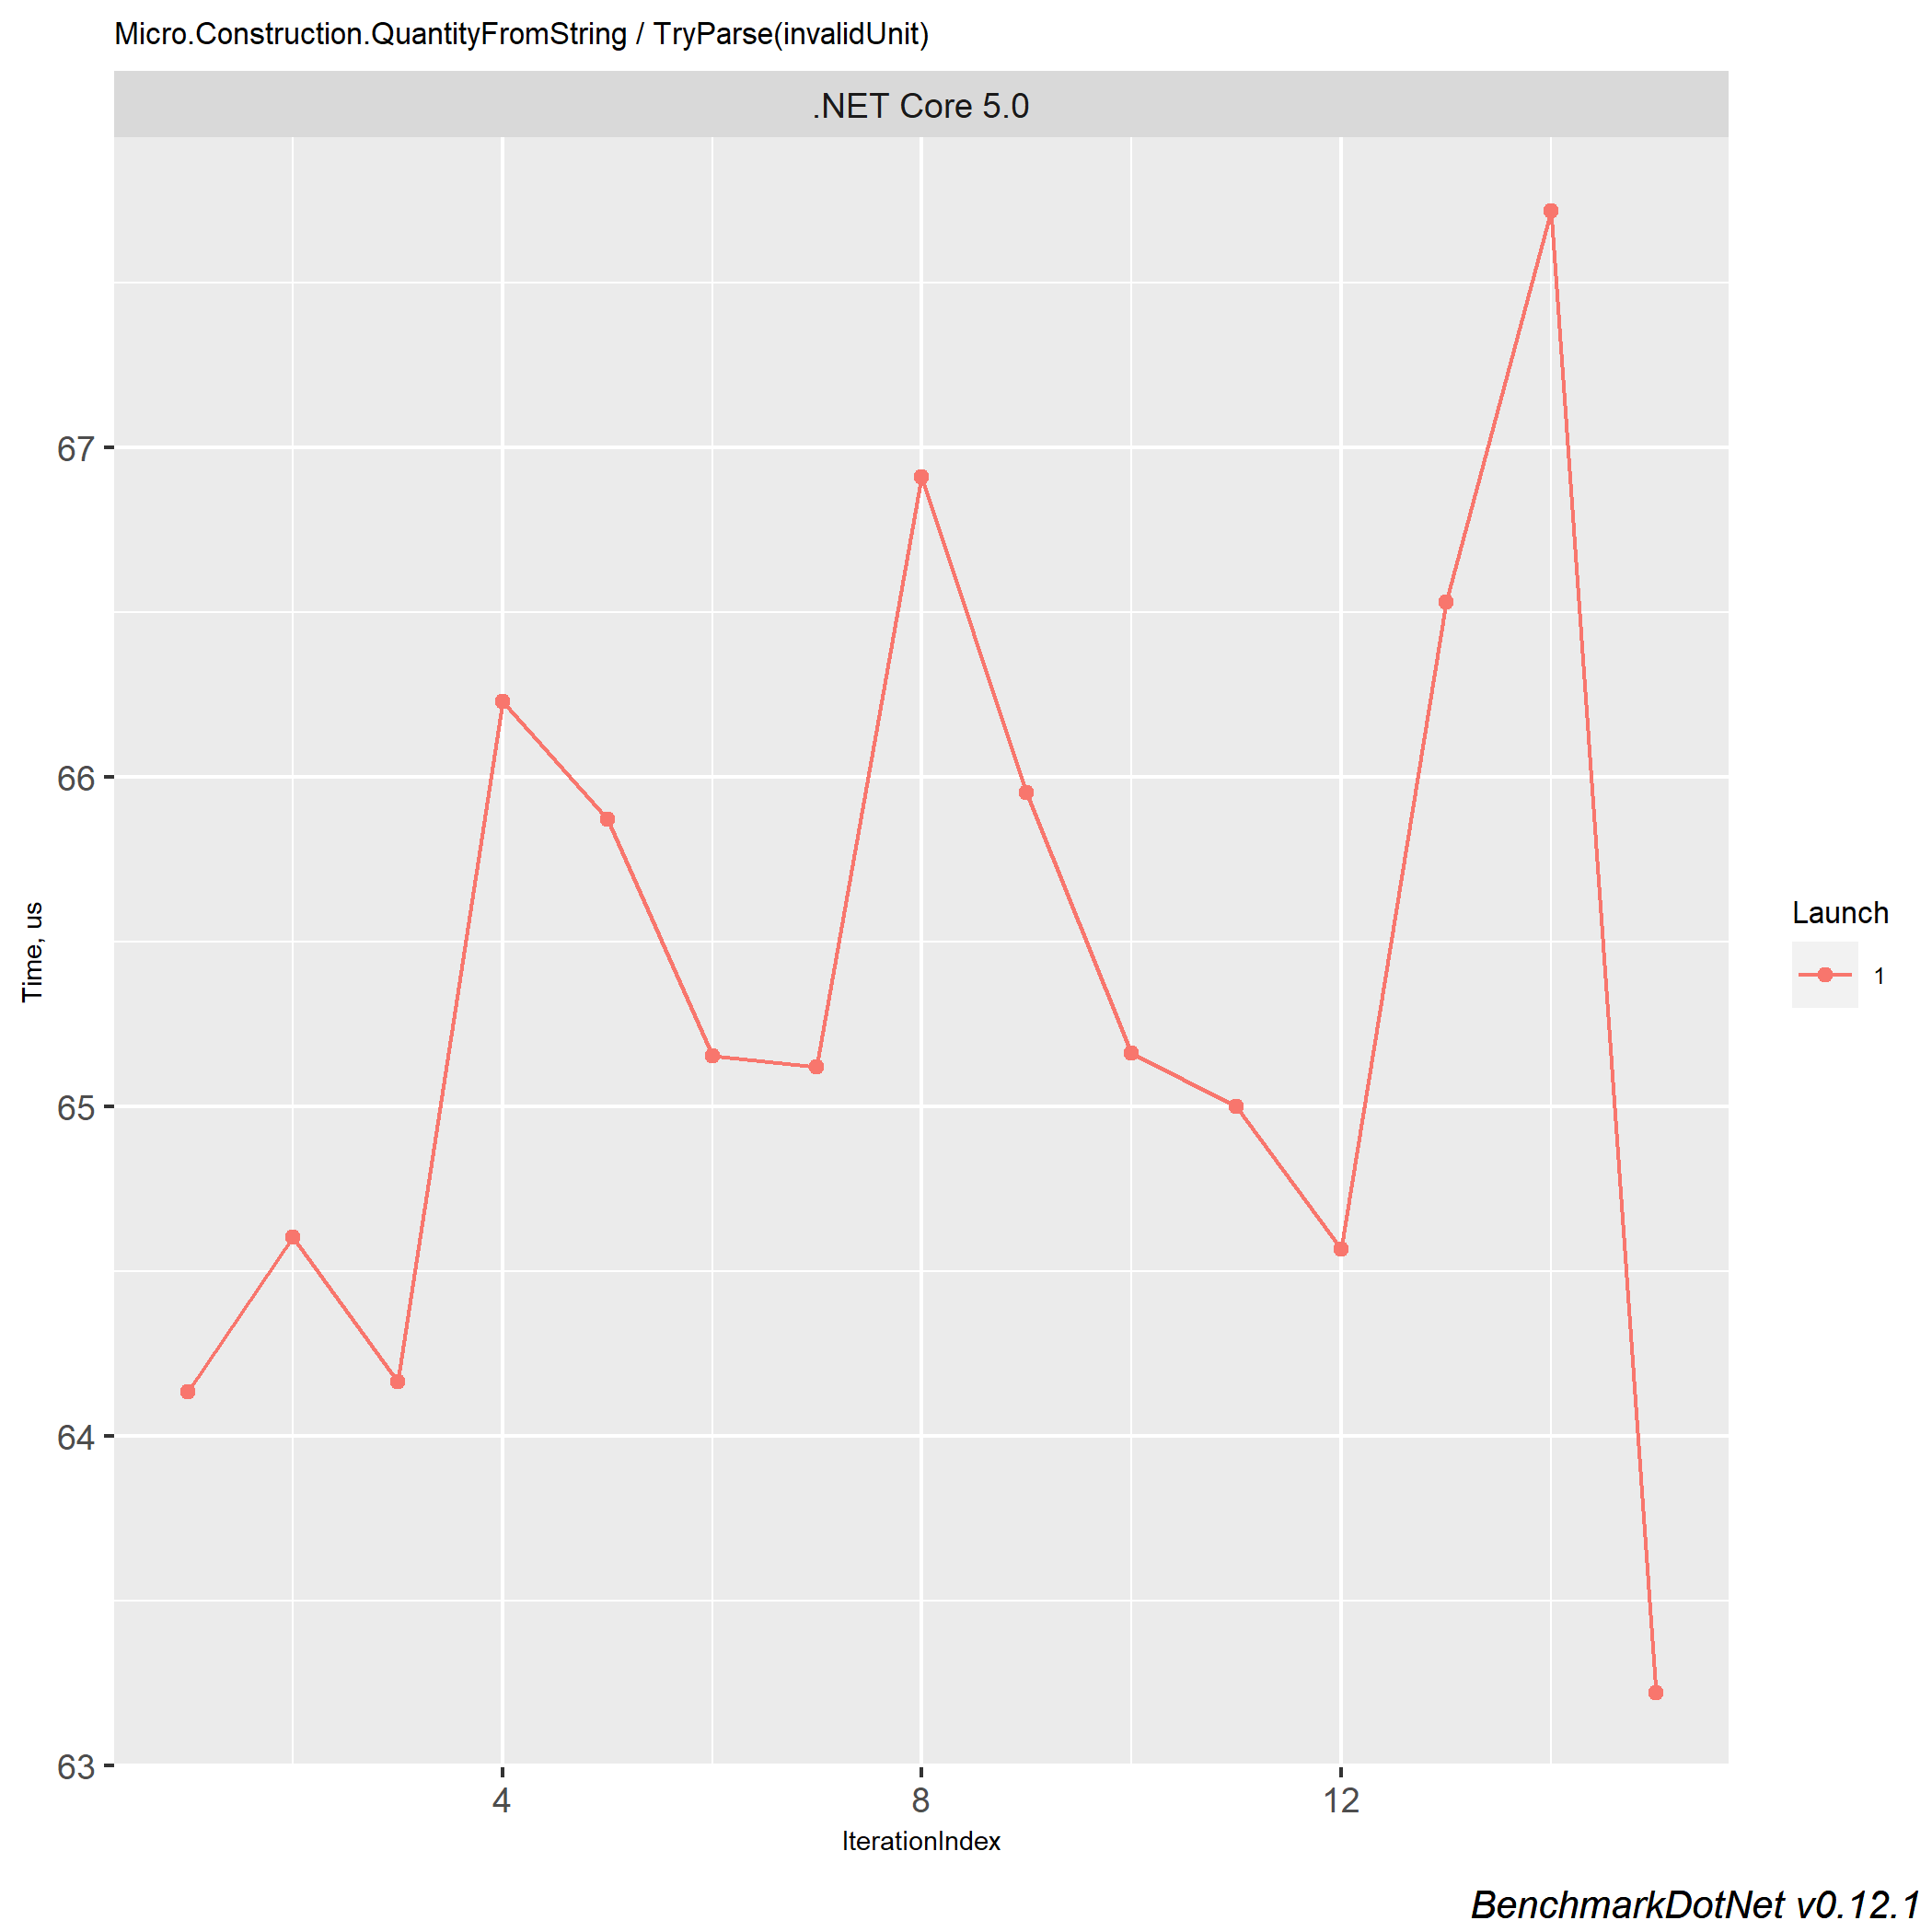 Micro.Construction.QuantityFromString / TryParse(invalidUnit)
.NET Core 5.0
67
66
65
64
63
Time, us
4 8 12
IterationIndex
Launch
1
BenchmarkDotNet v0.12.1